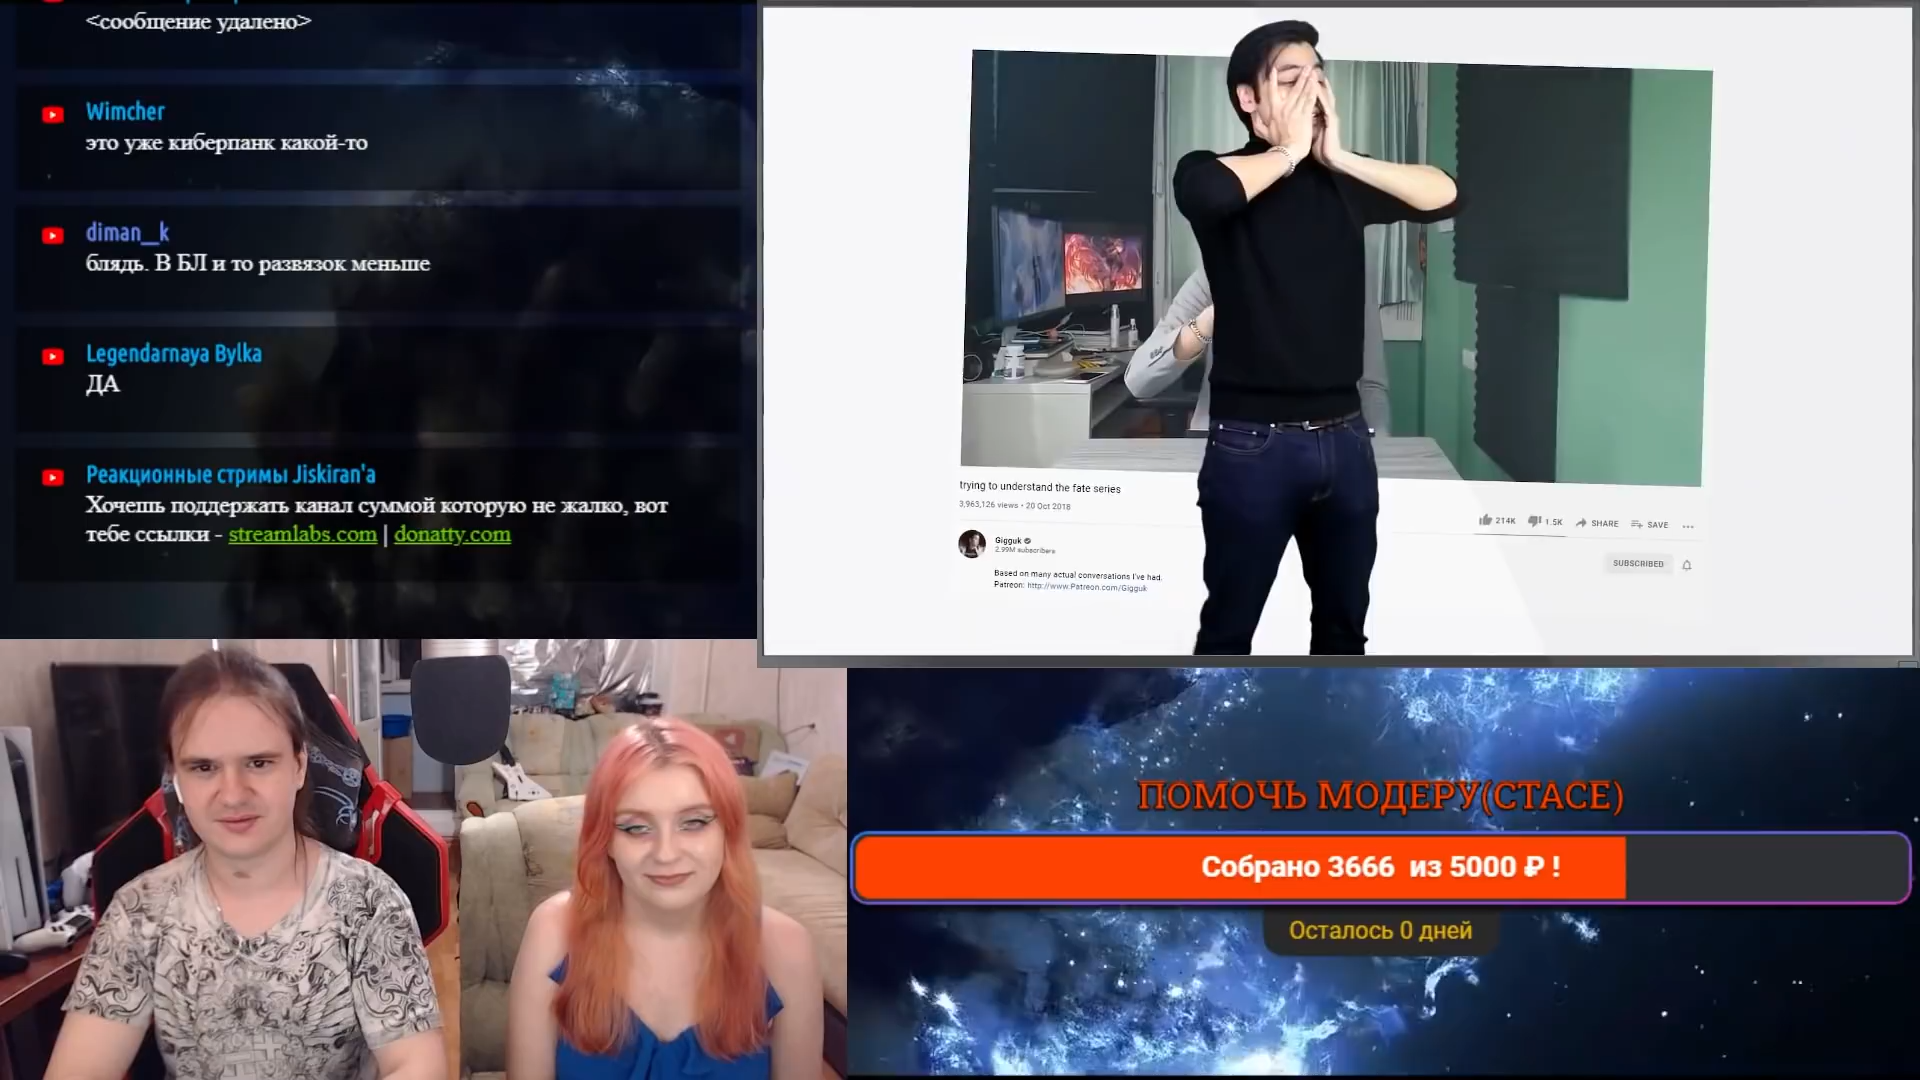 <сообщение удалено>
Wimcher
это уже киберпанк какой-то
diman__k
блядь. В БЛ и то развязок меньше
Legendarnaya Bylka
ДА
Реакционные стримы Jiskiran'a
Хочешь поддержать канал суммой которую не жалко, вот
тебе ссылки - streamlabs.com | donatty.com
trying to understand the fate series
3,963,126 views • 20 Oct 2018
214K 1.5K SHARE SAVE ...
Gigguk
2.99M subscribers
SUBSCRIBED
Based on many actual conversations I've had.
Patreon: http://www.Patreon.com/Gigguk
ПОМОЧЬ МОДЕРУ(СТАСЕ)
Собрано 3666 из 5000 ₽ !
Осталось 0 дней